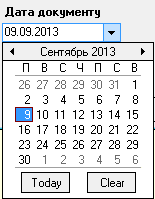 Дата документу
09.09.2013
Сентябрь 2013
П В С Ч П С В
26 27 28 29 30 31 1
2 3 4 5 6 7 8
9 10 11 12 13 14 15
16 17 18 19 20 21 22
23 24 25 26 27 28 29
30 1 2 3 4 5 6
Today Clear